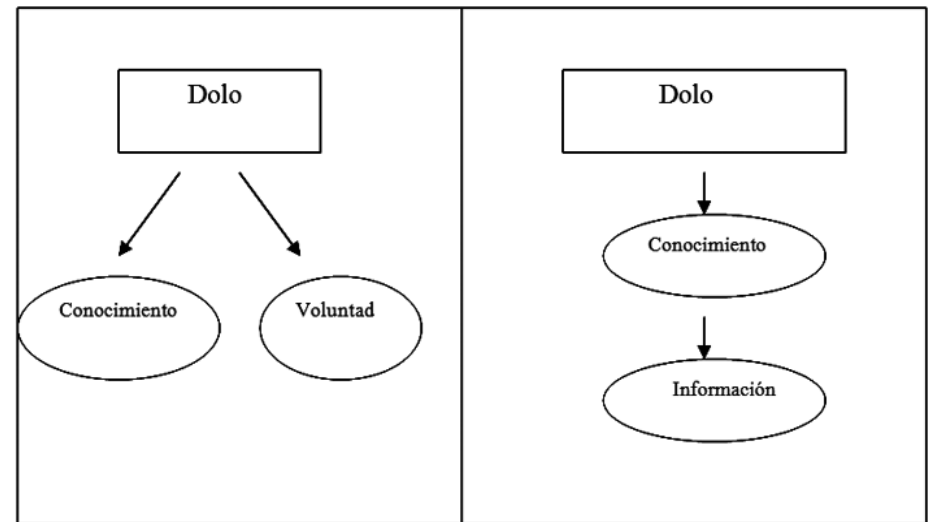 Dolo
Conocimiento
Voluntad
Dolo
Conocimiento
Información